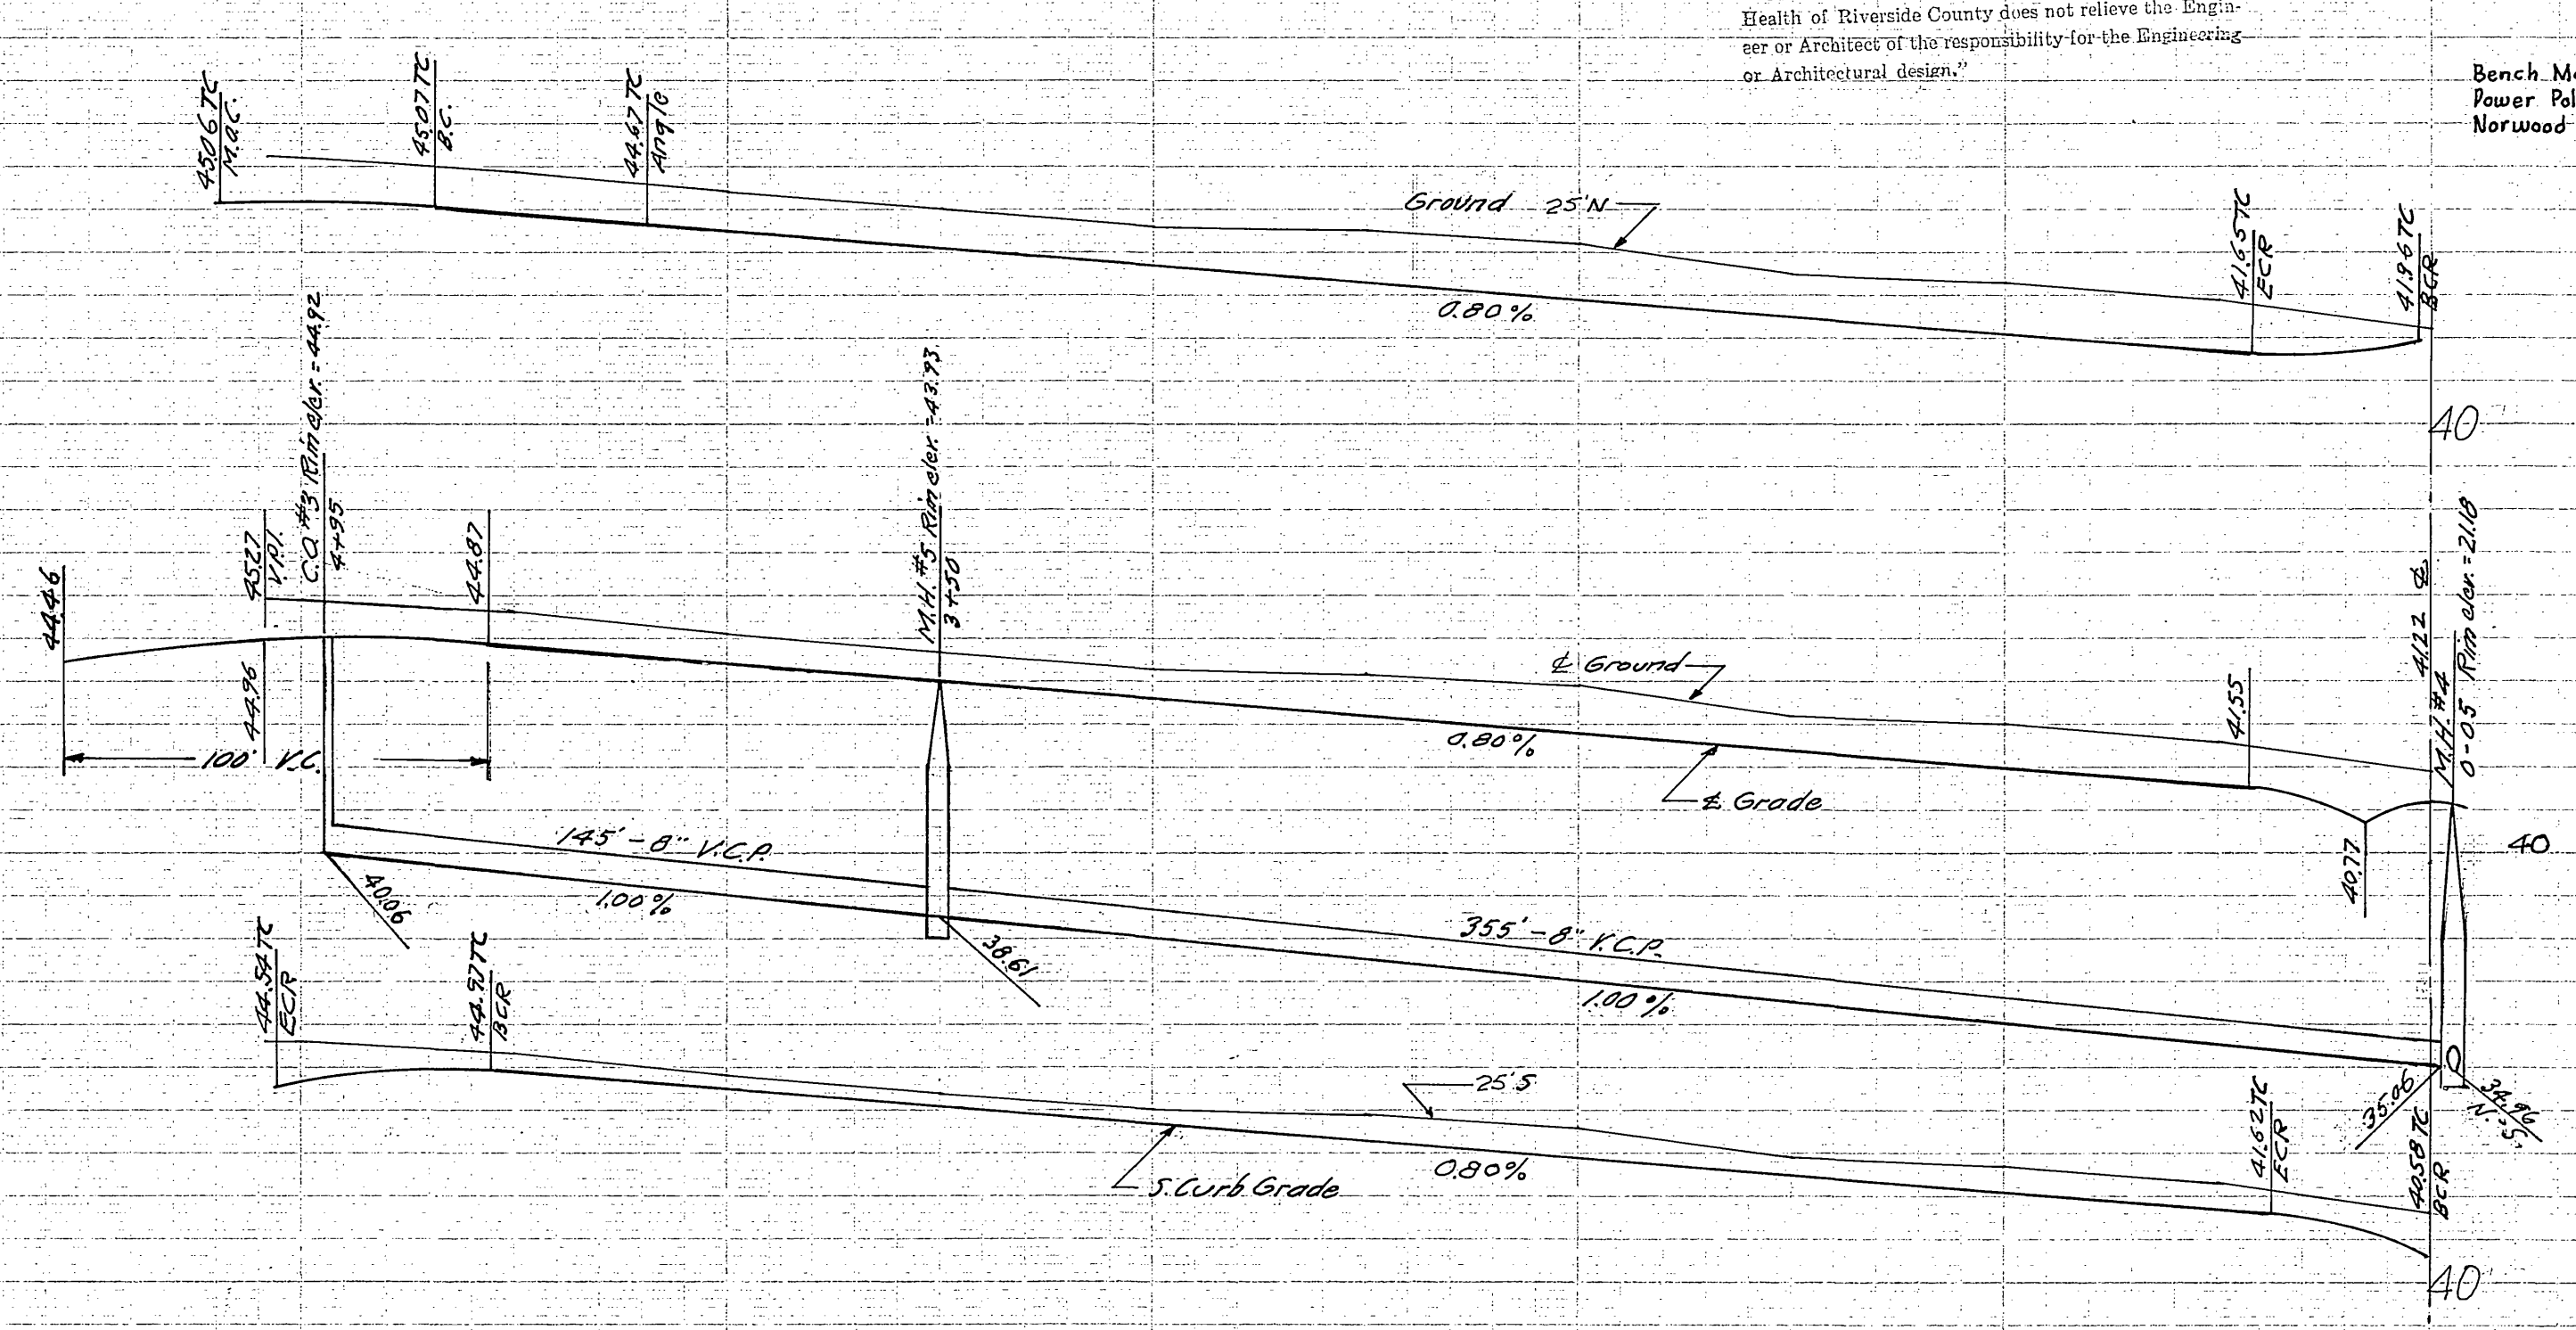 Health of Riverside County does not relieve the Engin-
eer or Architect of the responsibility for the Engineering
or Architectural design."
Bench M
Power Pol
Norwood
45.06 TC
M.O.C.
45.07 TC
B.C.
44.67 TC
Angle
Ground 25' N
0.80 %
41.65 TC
ECR
41.96 TC
BCR
40
44.46
45.27
V.P.I.
44.96
C.O. #3 Rim elev. = 44.92
4+95
44.87
100' V.C.
M.H. #5 Rim elev. = 43.93
3+50
℄ Ground
0.80 %
℄ Grade
41.55
40.77
41.22 ℄
M.H. #4
0-05 Rim elev. = 21.18
40
145' - 8" V.C.P.
1.00 %
40.06
38.61
355' - 8" V.C.P.
1.00 %
35.06
34.96
N. S.
44.54 TC
ECR
44.97 TC
BCR
25' S
S. Curb Grade
0.80%
41.62 TC
ECR
40.58 TC
BCR
40